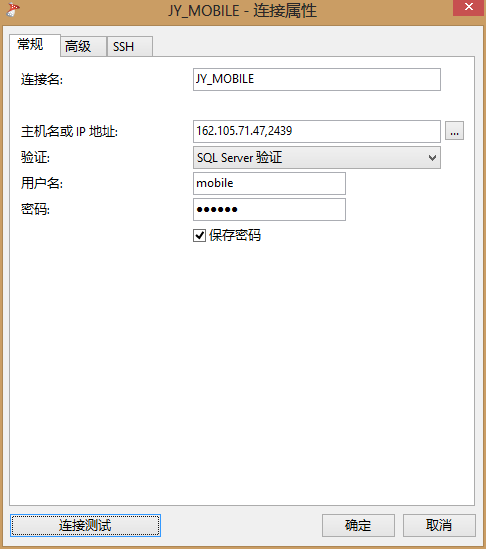 JY_MOBILE - 连接属性
常规 高级 SSH
连接名: JY_MOBILE
主机名或 IP 地址: 162.105.71.47,2439 ...
验证: SQL Server 验证
用户名: mobile
密码: ●●●●●●
保存密码
连接测试 确定 取消